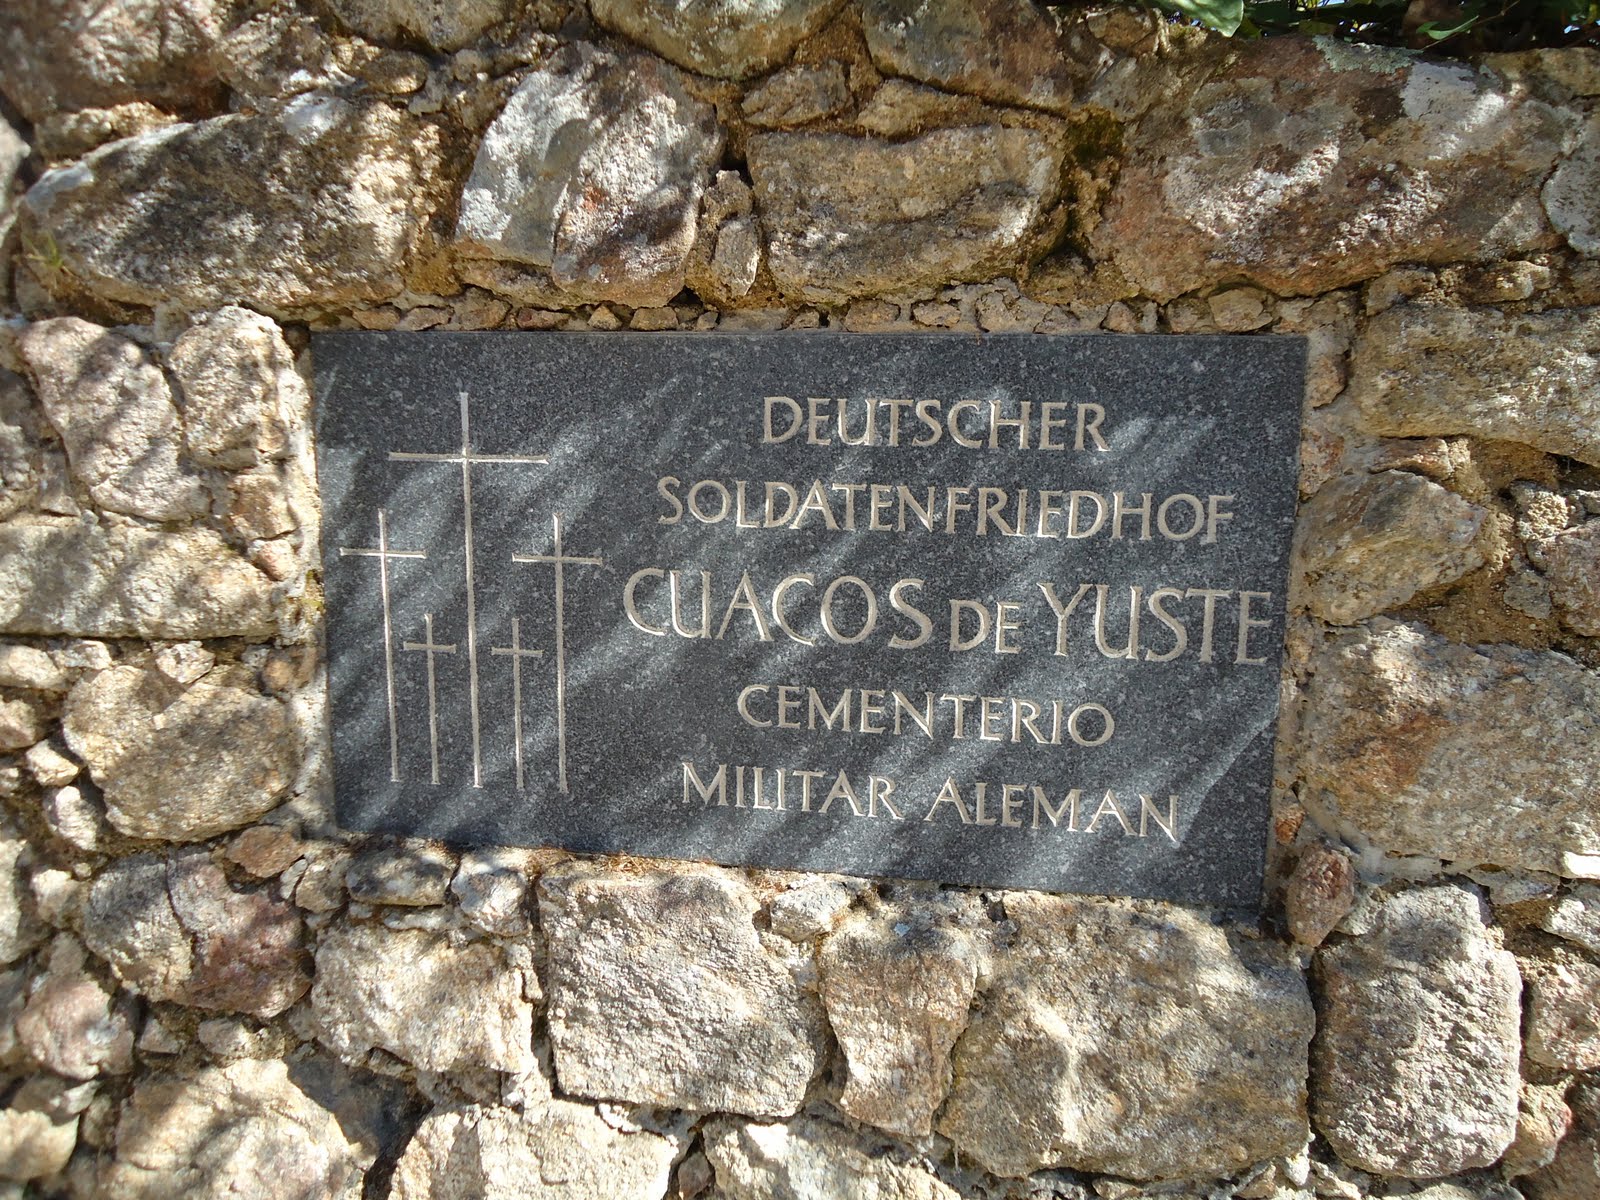 DEUTSCHER
SOLDATENFRIEDHOF
CUACOS DE YUSTE
CEMENTERIO
MILITAR ALEMAN